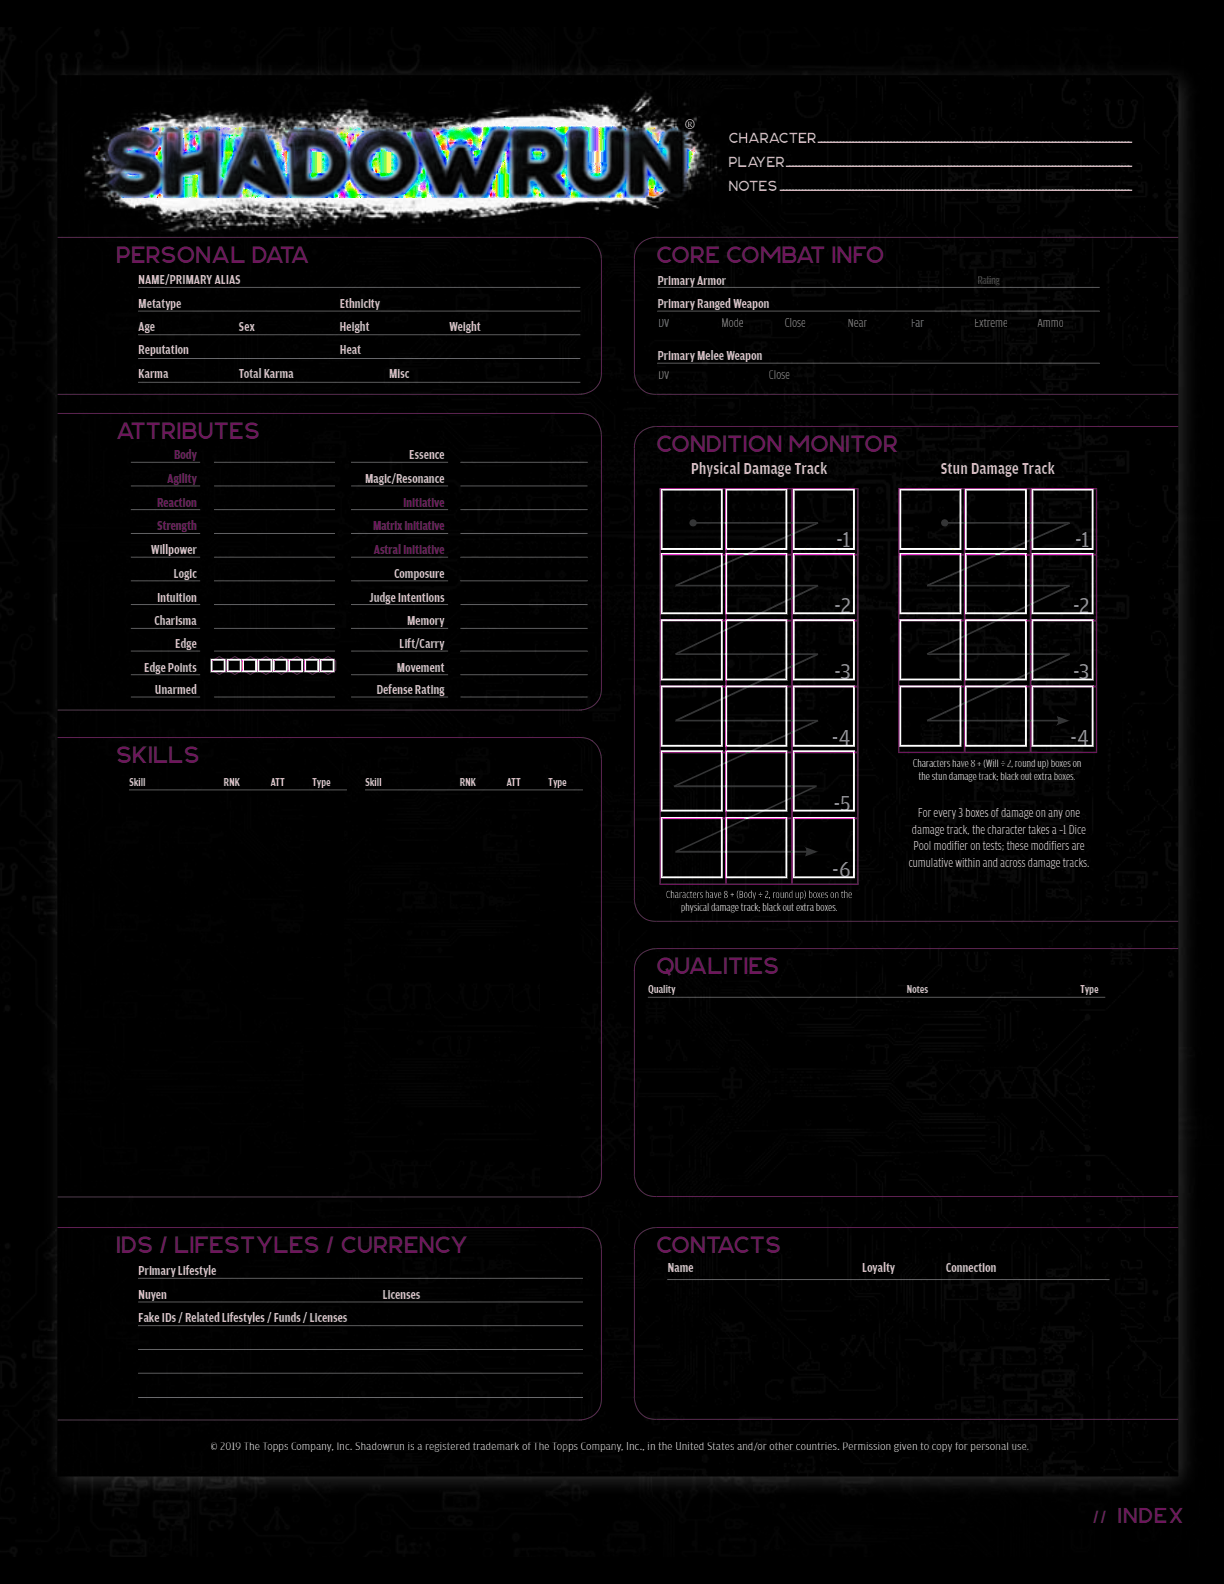 SHADOWRUN®
CHARACTER
PLAYER
NOTES
PERSONAL DATA
NAME/PRIMARY ALIAS
Metatype Ethnicity
Age Sex Height Weight
Reputation Heat
Karma Total Karma Misc
CORE COMBAT INFO
Primary Armor Rating
Primary Ranged Weapon
DV Mode Close Near Far Extreme Ammo
Primary Melee Weapon
DV Close
ATTRIBUTES
Body Essence
Agility Magic/Resonance
Reaction Initiative
Strength Matrix Initiative
Willpower Astral Initiative
Logic Composure
Intuition Judge Intentions
Charisma Memory
Edge Lift/Carry
Edge Points Movement
Unarmed Defense Rating
CONDITION MONITOR
Physical Damage Track
-1
-2
-3
-4
-5
-6
Characters have 8 + (Body ÷ 2, round up) boxes on the
physical damage track; black out extra boxes.
Stun Damage Track
-1
-2
-3
-4
Characters have 8 + (Will ÷ 2, round up) boxes on
the stun damage track; black out extra boxes.
For every 3 boxes of damage on any one
damage track, the character takes a -1 Dice
Pool modifier on tests; these modifiers are
cumulative within and across damage tracks.
SKILLS
Skill RNK ATT Type Skill RNK ATT Type
QUALITIES
Quality Notes Type
IDS / LIFESTYLES / CURRENCY
Primary Lifestyle
Nuyen Licenses
Fake IDs / Related Lifestyles / Funds / Licenses
CONTACTS
Name Loyalty Connection
© 2019 The Topps Company, Inc. Shadowrun is a registered trademark of The Topps Company, Inc., in the United States and/or other countries. Permission given to copy for personal use.
// INDEX